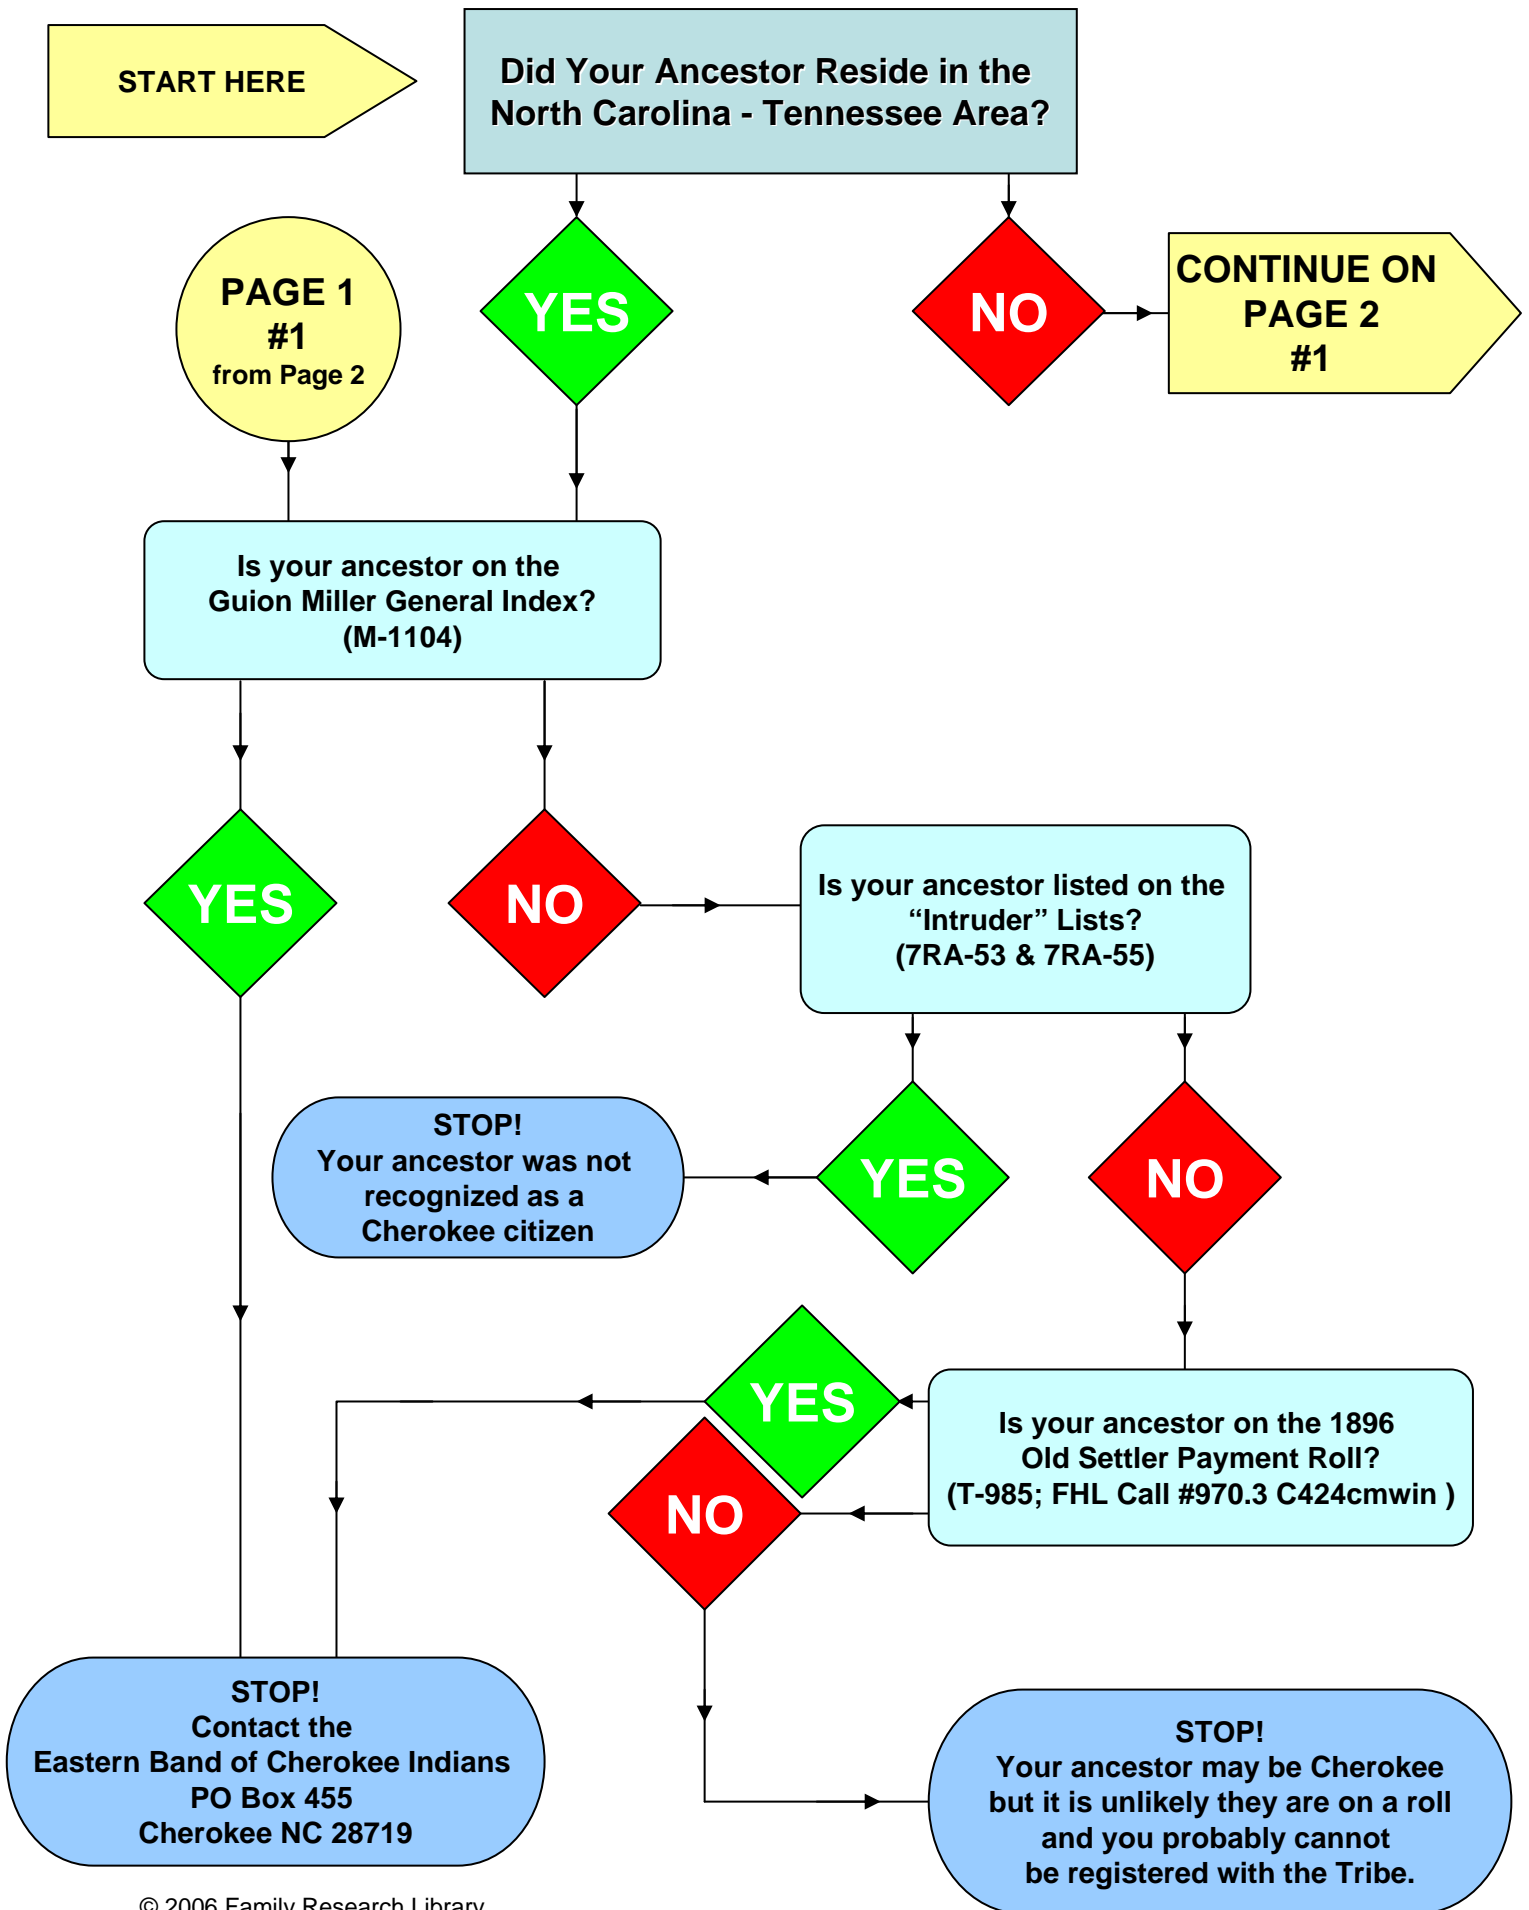 START HERE
Did Your Ancestor Reside in the
North Carolina - Tennessee Area?
PAGE 1
#1
from Page 2
YES
NO
CONTINUE ON
PAGE 2
#1
Is your ancestor on the
Guion Miller General Index?
(M-1104)
YES
NO
Is your ancestor listed on the
“Intruder” Lists?
(7RA-53 & 7RA-55)
STOP!
Your ancestor was not
recognized as a
Cherokee citizen
YES
NO
YES
NO
Is your ancestor on the 1896
Old Settler Payment Roll?
(T-985; FHL Call #970.3 C424cmwin )
STOP!
Contact the
Eastern Band of Cherokee Indians
PO Box 455
Cherokee NC 28719
STOP!
Your ancestor may be Cherokee
but it is unlikely they are on a roll
and you probably cannot
be registered with the Tribe.
© 2006 Family Research Library